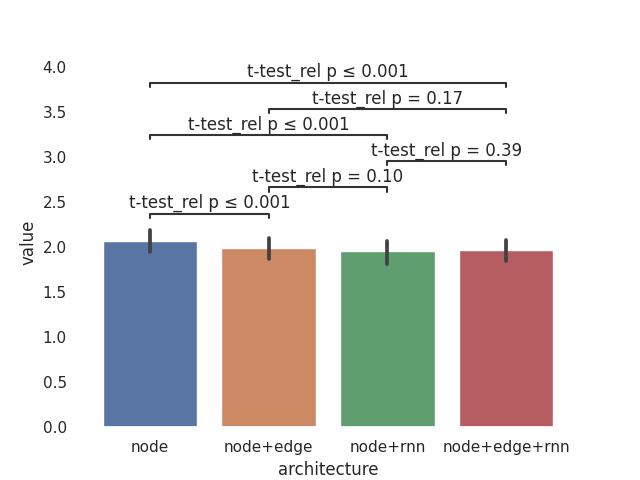 4.0
t-test_rel p ≤ 0.001
t-test_rel p = 0.17
3.5
t-test_rel p ≤ 0.001
3.0
t-test_rel p = 0.39
t-test_rel p = 0.10
2.5
t-test_rel p ≤ 0.001
2.0
value
1.5
1.0
0.5
0.0
node
node+edge
node+rnn
node+edge+rnn
architecture